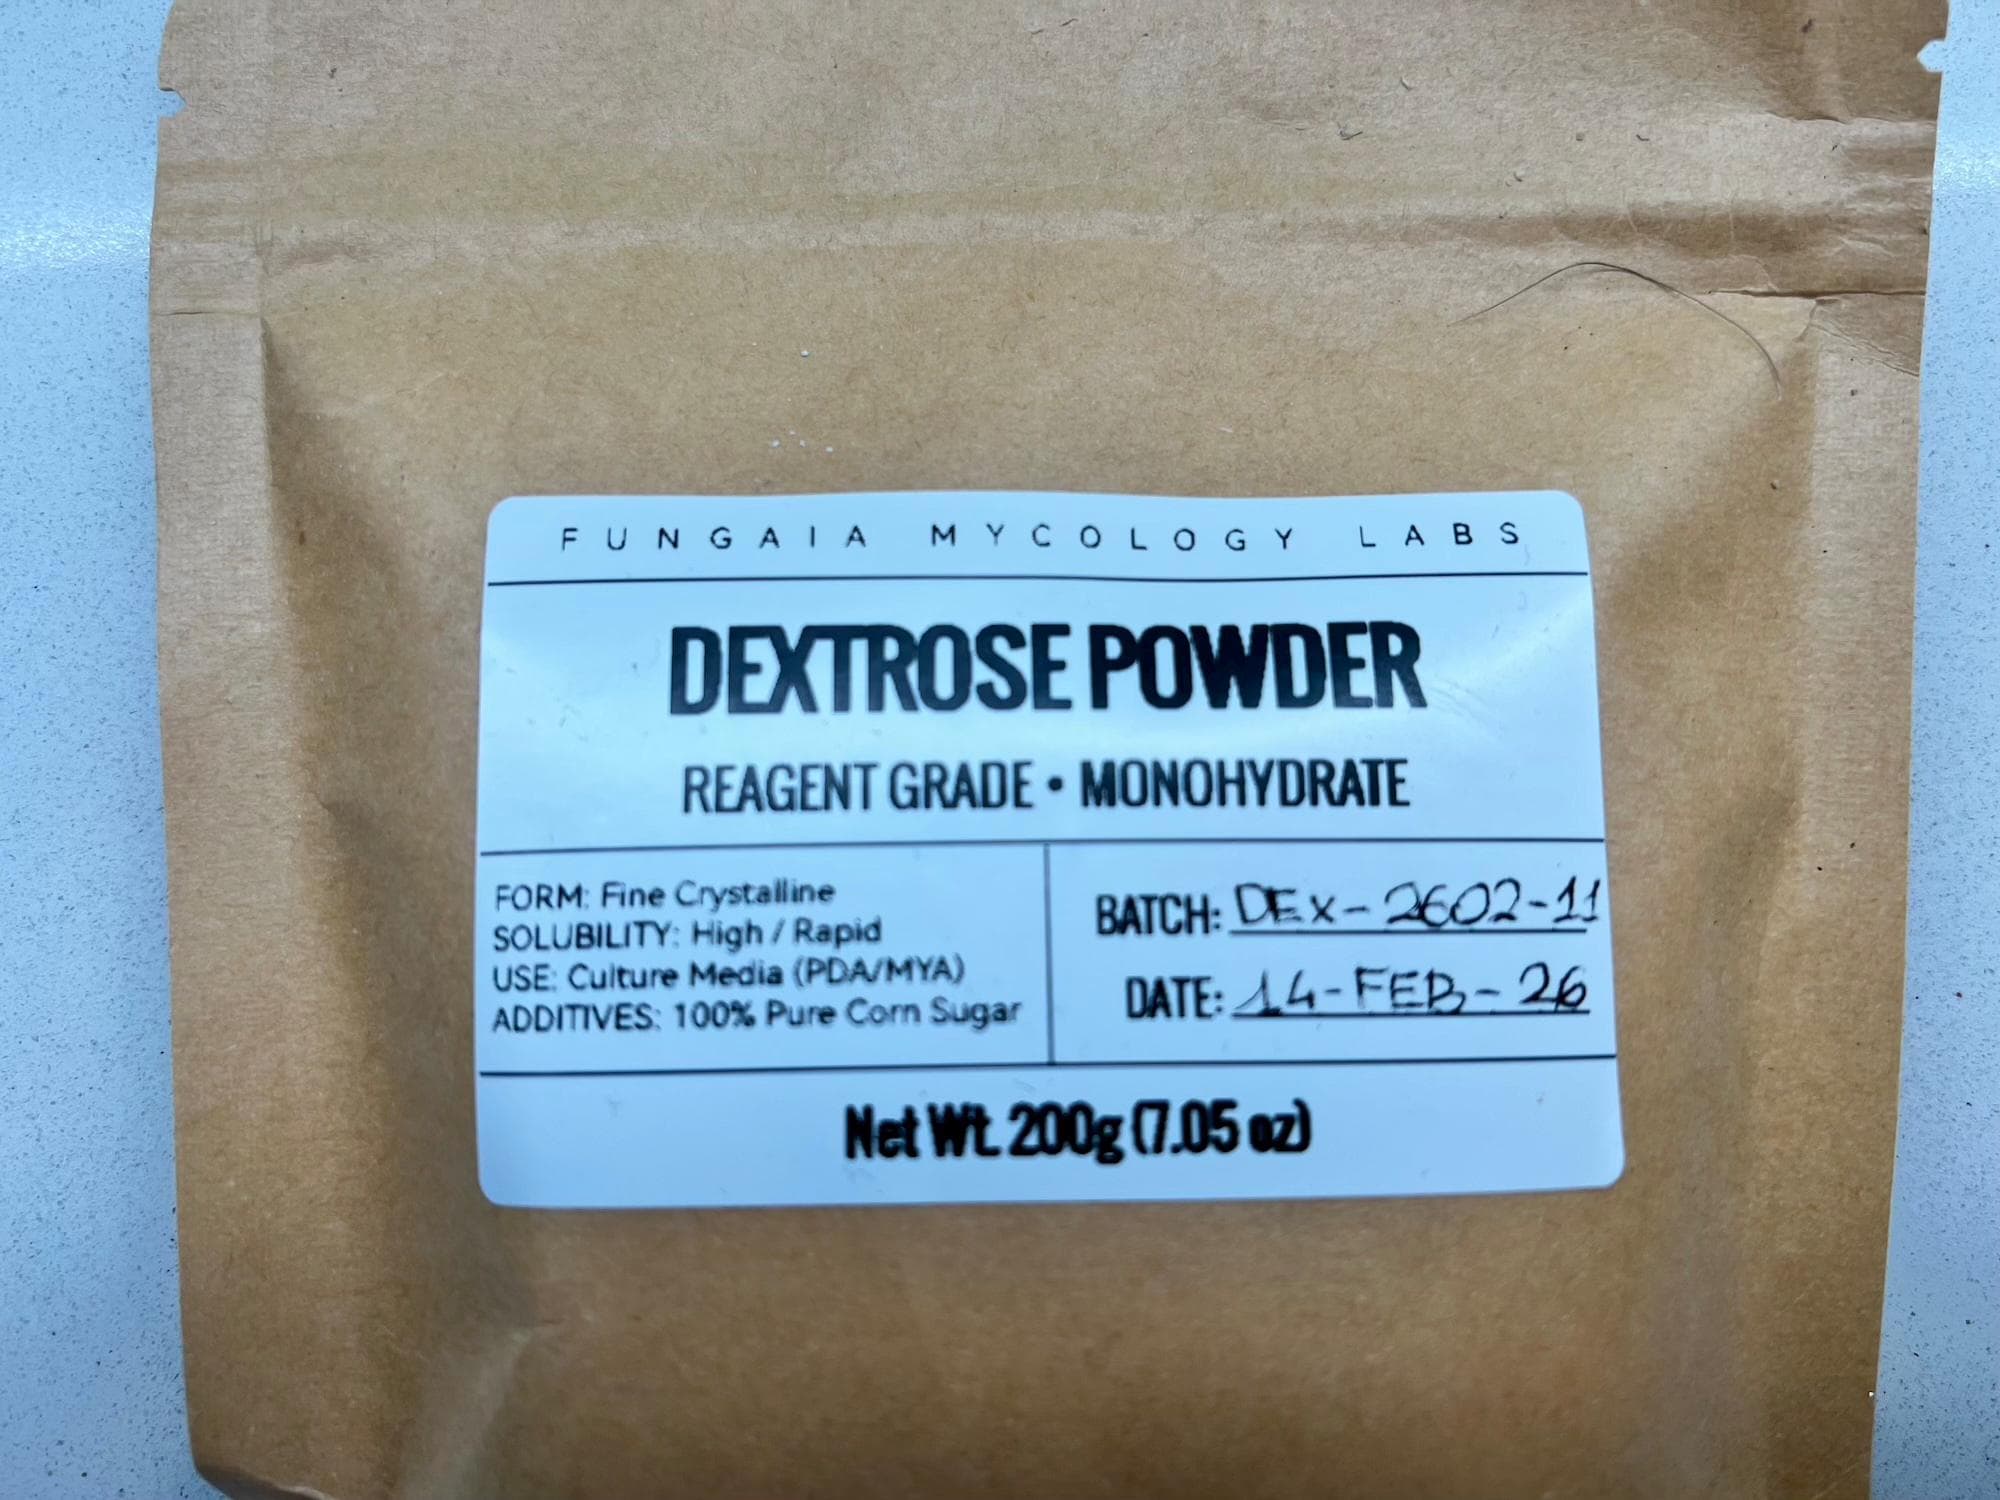 FUNGAIA MYCOLOGY LABS
DEXTROSE POWDER
REAGENT GRADE • MONOHYDRATE
FORM: Fine Crystalline
SOLUBILITY: High / Rapid
USE: Culture Media (PDA/MYA)
ADDITIVES: 100% Pure Corn Sugar
BATCH: DEX-2602-11
DATE: 14-FEB-26
Net Wt. 200g (7.05 oz)